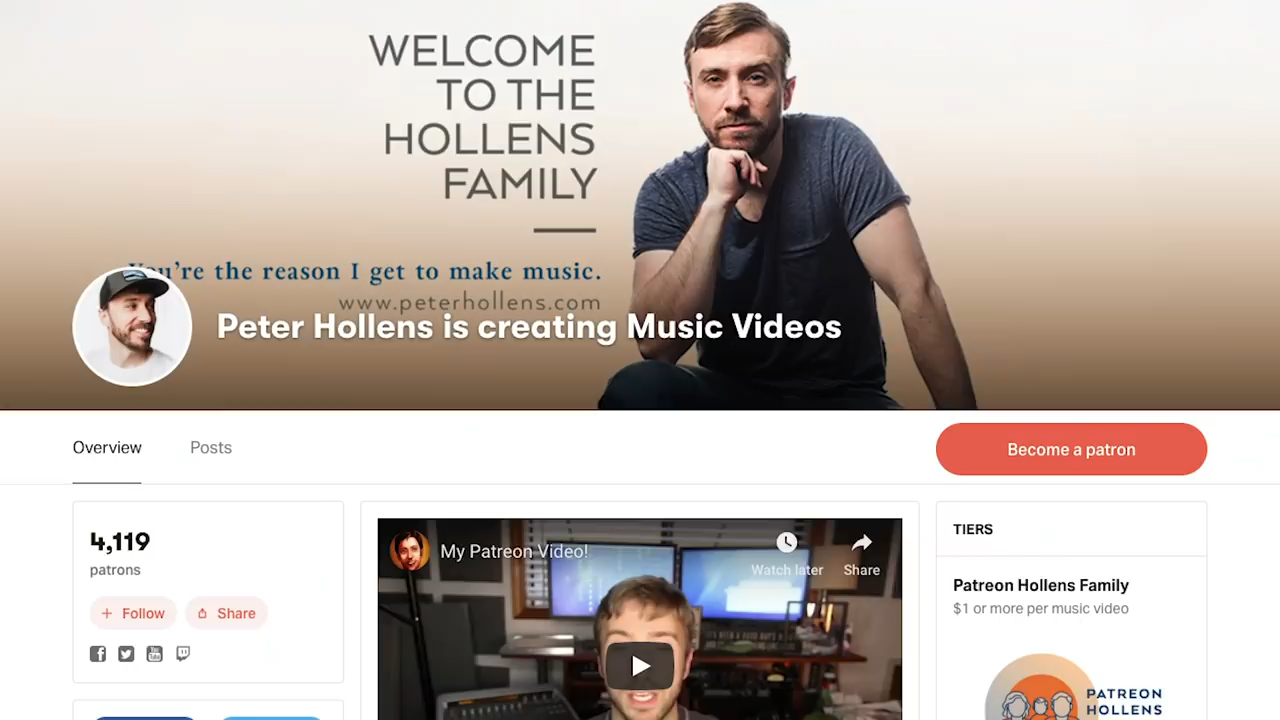 WELCOME
TO THE
HOLLENS
FAMILY
You're the reason I get to make music.
www.peterhollens.com
Peter Hollens is creating Music Videos
Overview
Posts
Become a patron
4,119
patrons
+ Follow
Share
My Patreon Video!
Watch later
Share
TIERS
Patreon Hollens Family
$1 or more per music video
PATREON
HOLLENS